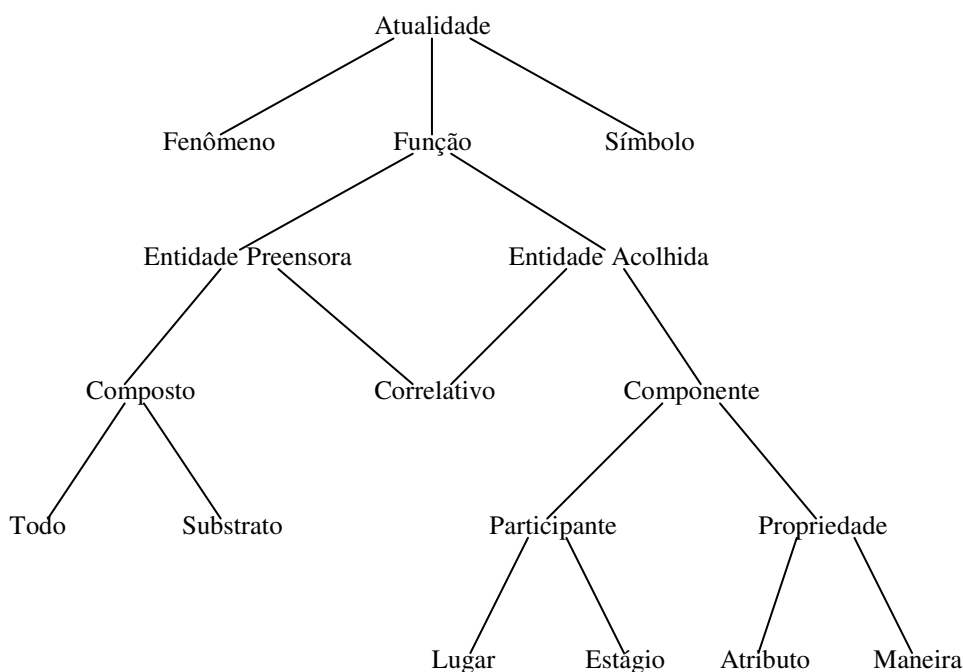 Atualidade
Fenômeno Função Símbolo
Entidade Preensora Entidade Acolhida
Composto Correlativo Componente
Todo Substrato Participante Propriedade
Lugar Estágio Atributo Maneira